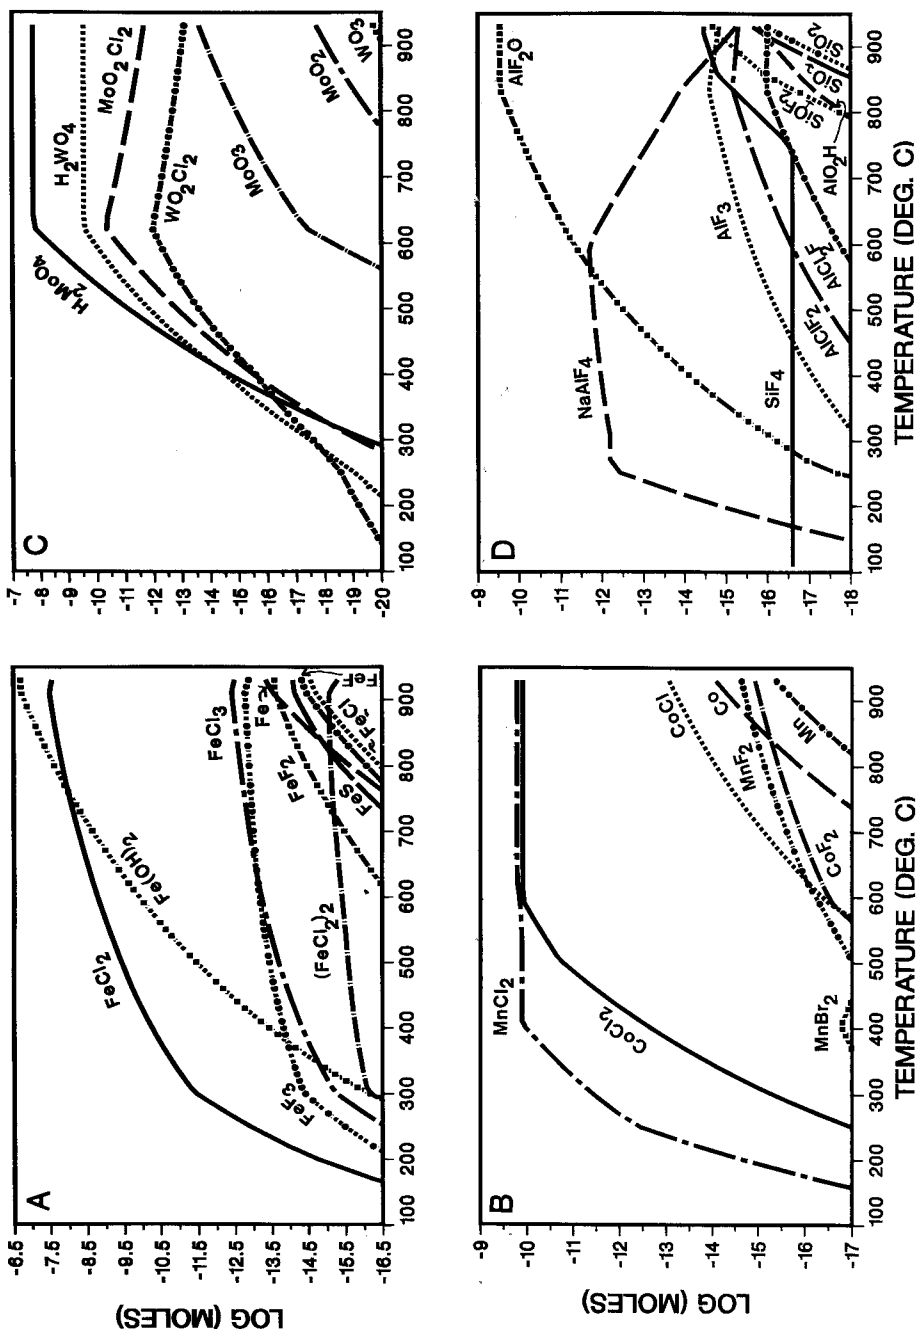 A
LOG (MOLES)
-6.5
-7.5
-8.5
-9.5
-10.5
-11.5
-12.5
-13.5
-14.5
-15.5
-16.5
100 200 300 400 500 600 700 800 900
FeCl2
Fe(OH)2
FeCl3
FeF3
FeF2
(FeCl2)2
FeS
FeCl
FeF
C
-7
-8
-9
-10
-11
-12
-13
-14
-15
-16
-17
-18
-19
-20
100 200 300 400 500 600 700 800 900
H2MoO4
H2WO4
MoO2Cl2
WO2Cl2
MoO3
MoO2
WO3
B
LOG (MOLES)
-9
-10
-11
-12
-13
-14
-15
-16
-17
100 200 300 400 500 600 700 800 900
TEMPERATURE (DEG. C)
MnCl2
CoCl2
MnBr2
CoCl
Co
MnF2
CoF2
Mn
D
-9
-10
-11
-12
-13
-14
-15
-16
-17
-18
100 200 300 400 500 600 700 800 900
TEMPERATURE (DEG. C)
AlF2O
NaAlF4
AlF3
SiF4
AlClF2
AlCl2F
AlO2H
SiOF2
SiO
SiO2